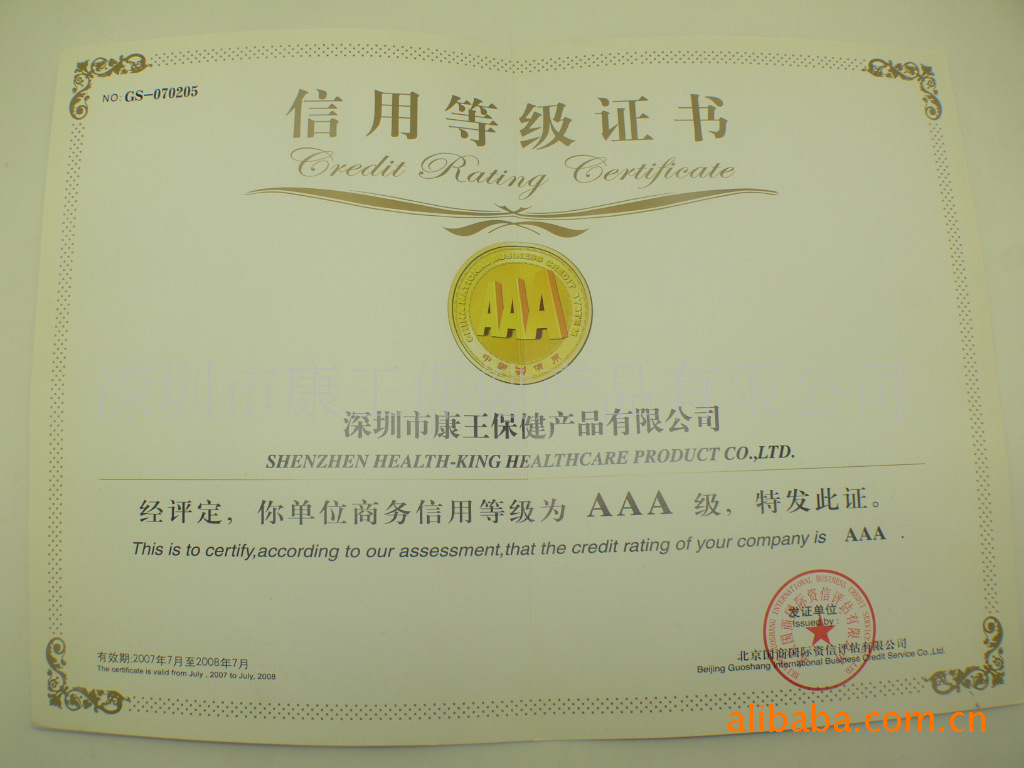 NO: GS-070205
信用等级证书
Credit Rating Certificate
CHINA NATIONAL BUSINESS CREDIT SYSTEM
AAA
深圳市康王保健产品有限公司
深圳市康王保健产品有限公司
SHENZHEN HEALTH-KING HEALTHCARE PRODUCT CO.,LTD.
经评定, 你单位商务信用等级为 AAA 级, 特发此证。
This is to certify,according to our assessment,that the credit rating of your company is AAA .
发证单位:
Issued by :
北京国商国际资信评估有限公司
Beijing Guoshang International Business Credit Service Co.,Ltd.
有效期:2007年7月至2008年7月
The certificate is valid from July , 2007 to July, 2008
alibaba.com.cn